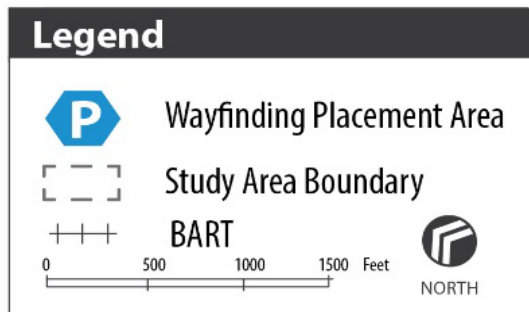 Legend
P Wayfinding Placement Area
Study Area Boundary
BART
0 500 1000 1500 Feet
NORTH